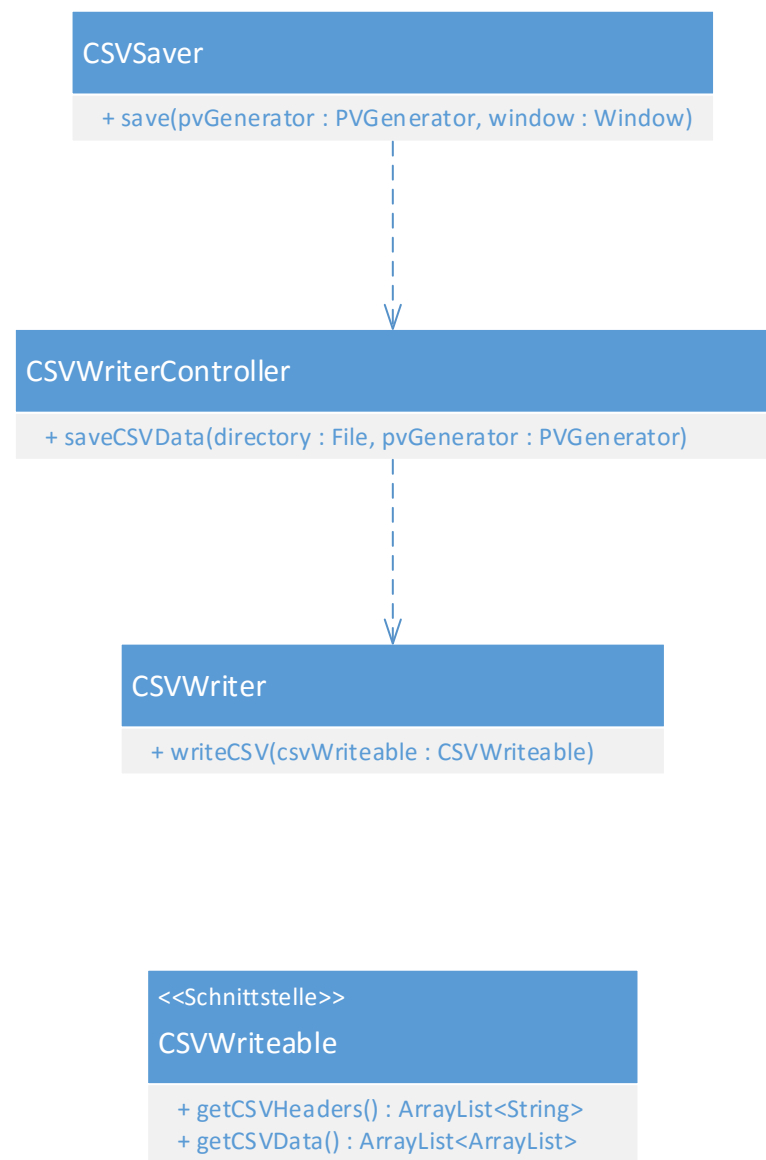 CSVSaver
+ save(pvGenerator : PVGenerator, window : Window)
CSVWriterController
+ saveCSVData(directory : File, pvGenerator : PVGenerator)
CSVWriter
+ writeCSV(csvWriteable : CSVWriteable)
<<Schnittstelle>>
CSVWriteable
+ getCSVHeaders() : ArrayList<String>
+ getCSVData() : ArrayList<ArrayList>